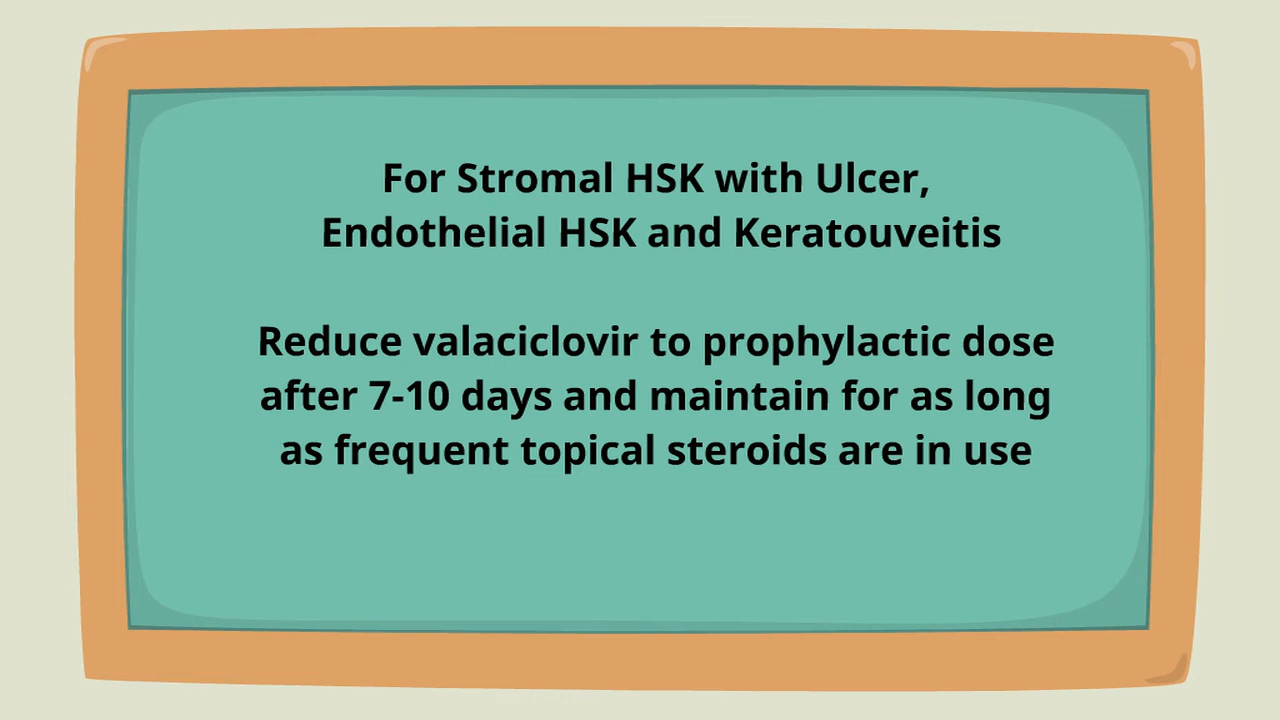 For Stromal HSK with Ulcer,
Endothelial HSK and Keratouveitis
Reduce valaciclovir to prophylactic dose
after 7-10 days and maintain for as long
as frequent topical steroids are in use